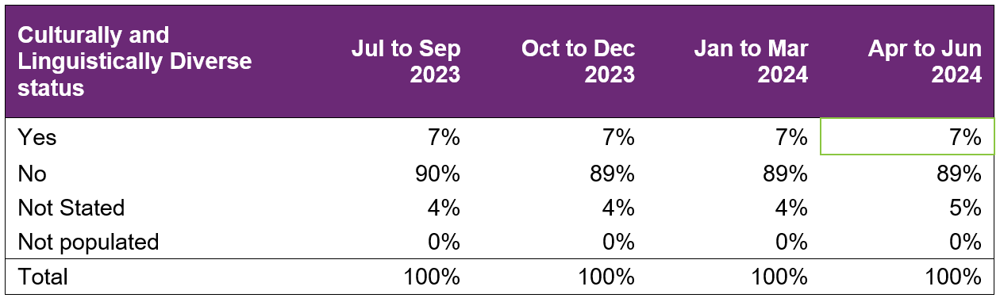 Culturally and Linguistically Diverse status Jul to Sep 2023 Oct to Dec 2023 Jan to Mar 2024 Apr to Jun 2024
Yes 7% 7% 7% 7%
No 90% 89% 89% 89%
Not Stated 4% 4% 4% 5%
Not populated 0% 0% 0% 0%
Total 100% 100% 100% 100%